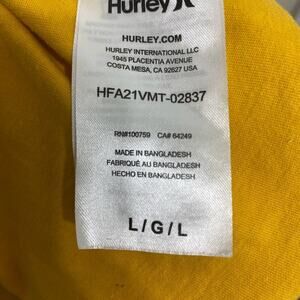 Hurley
HURLEY.COM
HURLEY INTERNATIONAL LLC
1945 PLACENTIA AVENUE
COSTA MESA, CA 92627 USA
HFA21VMT-02837
RN#100759 CA# 64249
MADE IN BANGLADESH
FABRIQUÉ AU BANGLADESH
HECHO EN BANGLADESH
L/G/L